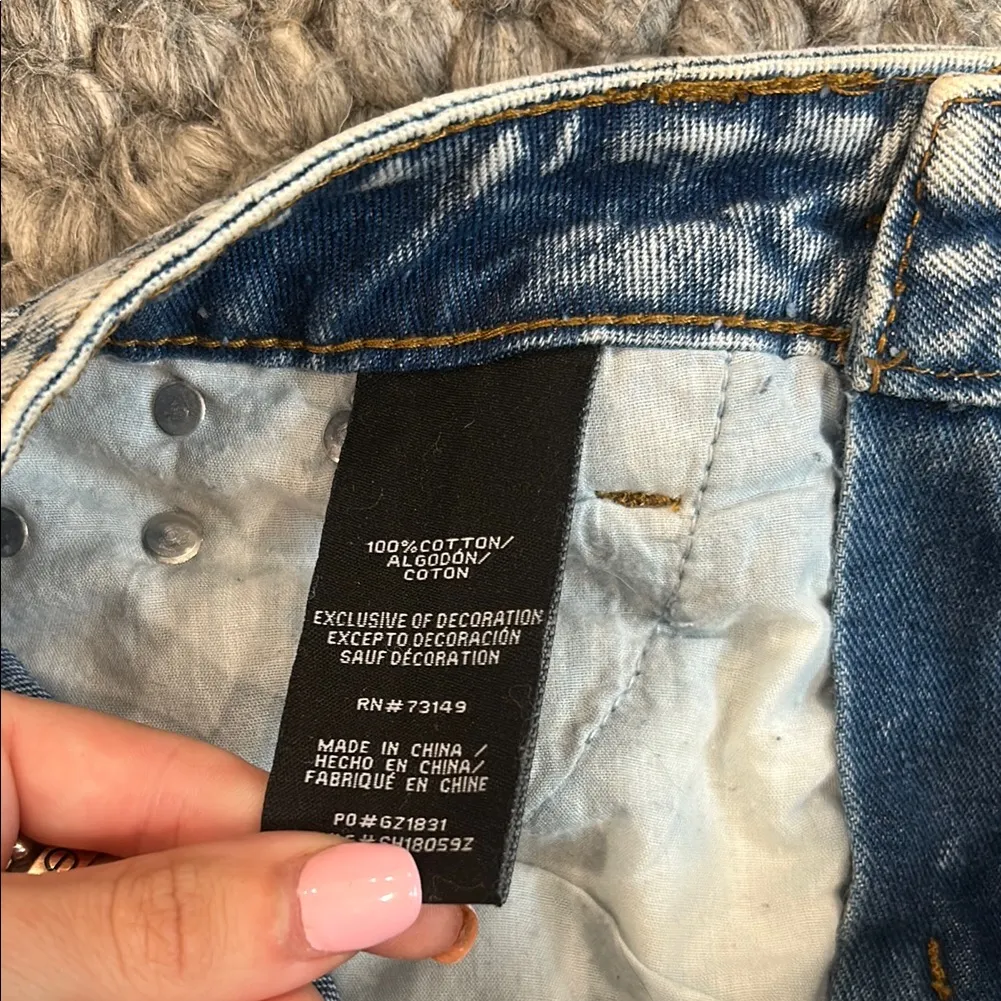 100%COTTON/
ALGODÓN/
COTON
EXCLUSIVE OF DECORATION
EXCEPTO DECORACIÓN
SAUF DÉCORATION
RN#73149
MADE IN CHINA /
HECHO EN CHINA/
FABRIQUÉ EN CHINE
PO#GZ1831